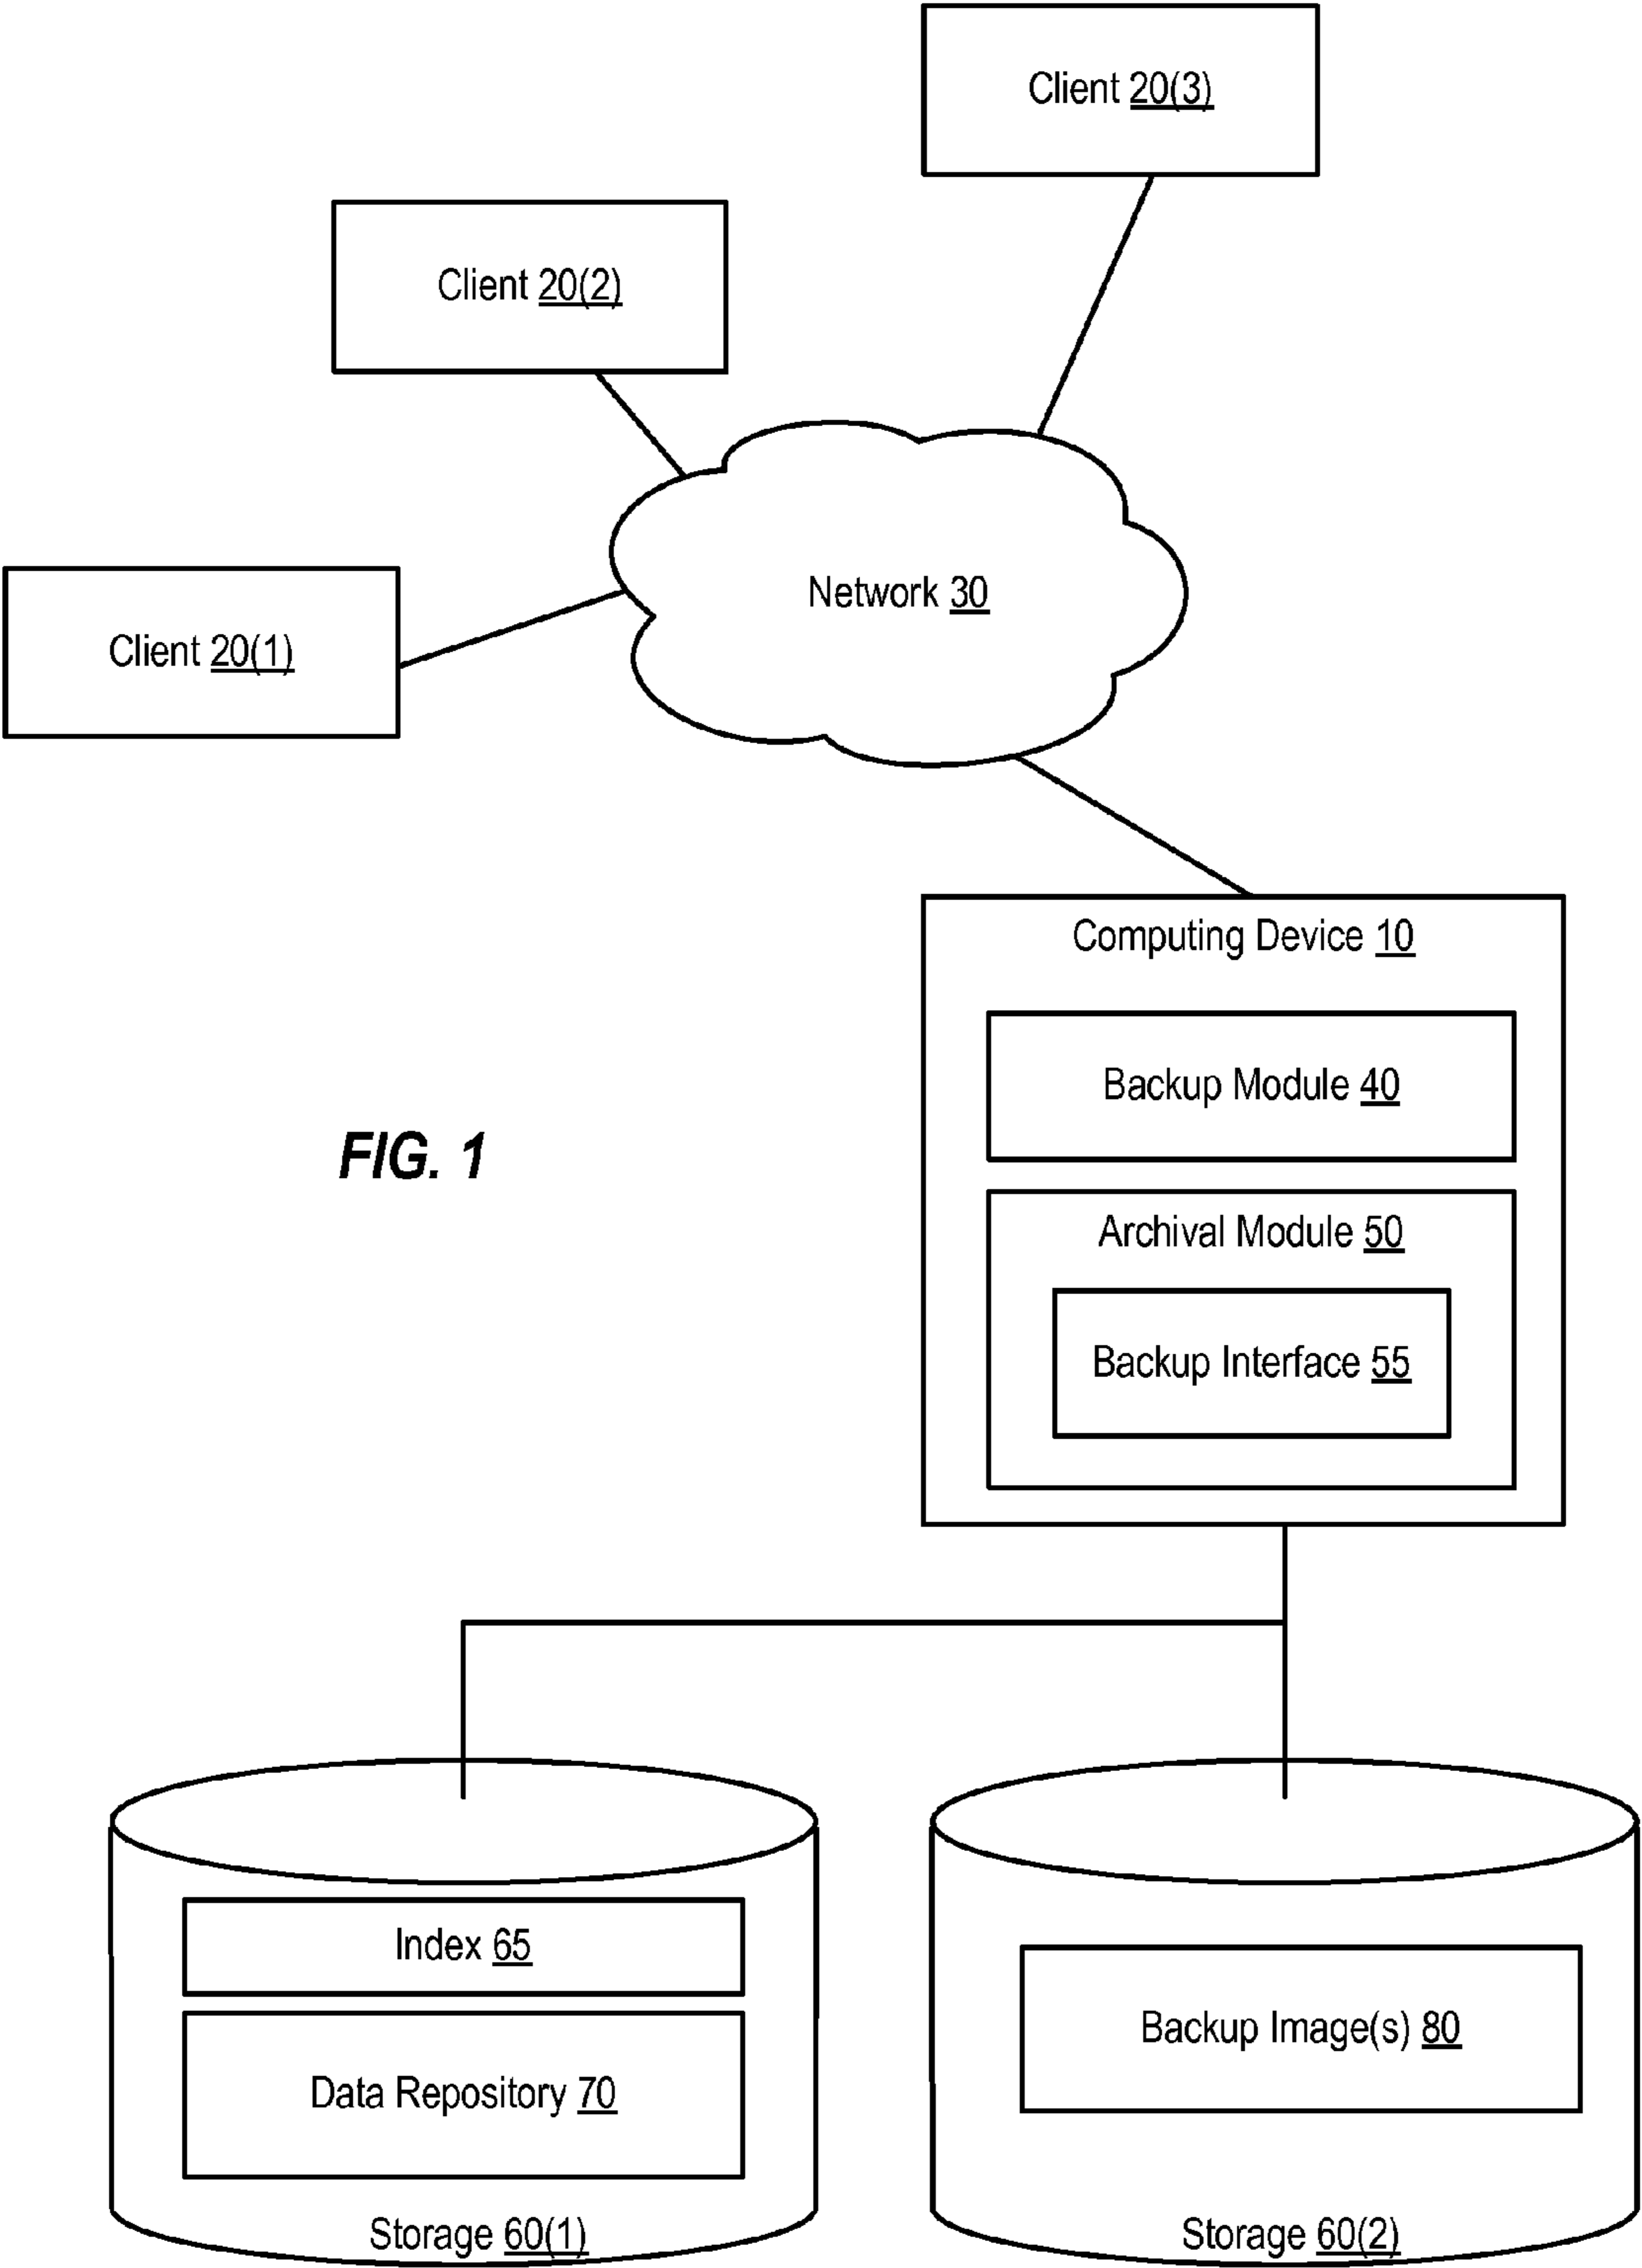 Client 20(3)
Client 20(2)
Network 30
Client 20(1)
Computing Device 10
Backup Module 40
FIG. 1
Archival Module 50
Backup Interface 55
Index 65
Data Repository 70
Storage 60(1)
Backup Image(s) 80
Storage 60(2)